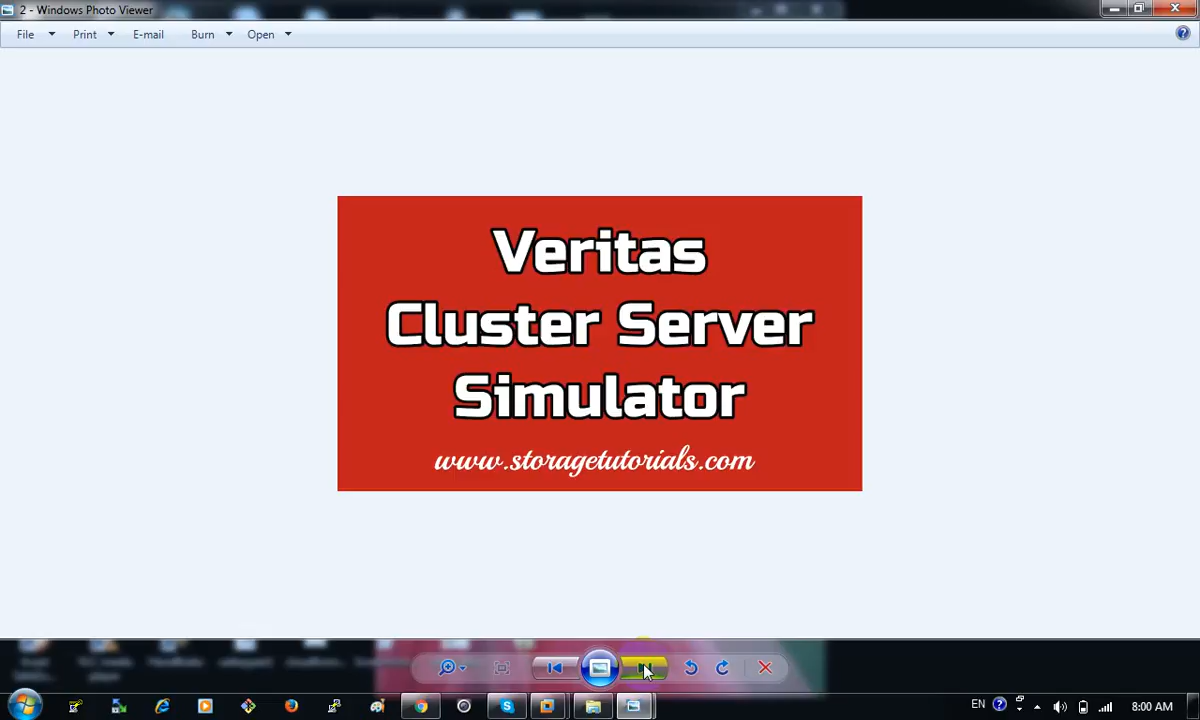 2 - Windows Photo Viewer
File Print E-mail Burn Open
Veritas
Cluster Server
Simulator
www.storagetutorials.com
EN 8:00 AM